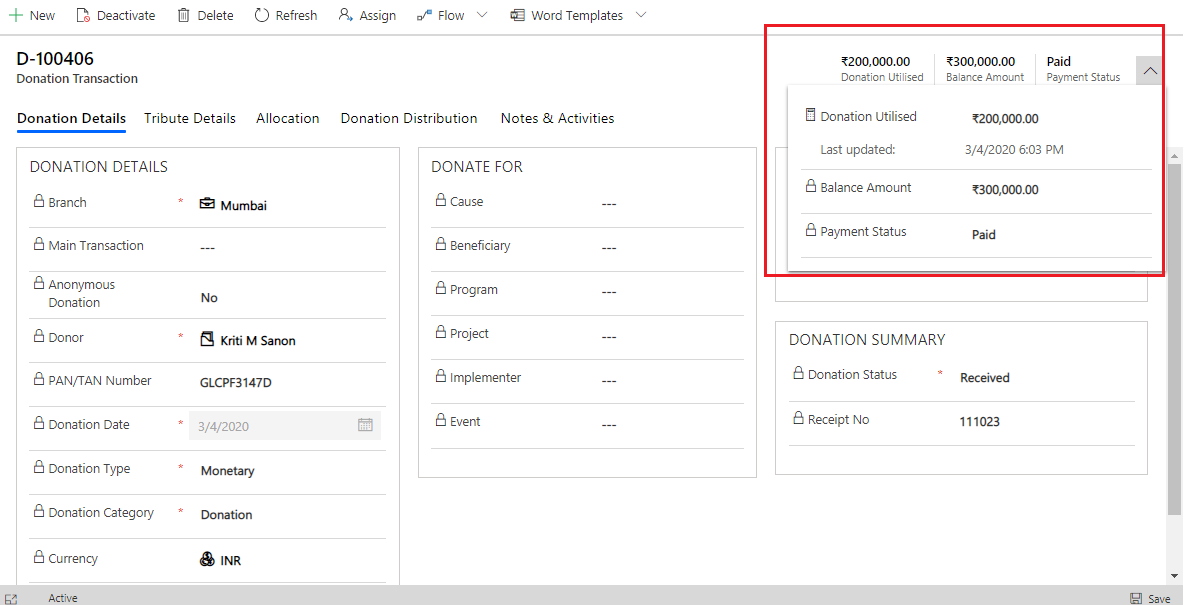 New Deactivate Delete Refresh Assign Flow Word Templates
D-100406
Donation Transaction
₹200,000.00 ₹300,000.00 Paid
Donation Utilised Balance Amount Payment Status
Donation Details Tribute Details Allocation Donation Distribution Notes & Activities
Donation Utilised ₹200,000.00
Last updated: 3/4/2020 6:03 PM
Balance Amount ₹300,000.00
Payment Status Paid
DONATION DETAILS
Branch * Mumbai
Main Transaction ---
Anonymous
Donation No
Donor * Kriti M Sanon
PAN/TAN Number GLCPF3147D
Donation Date * 3/4/2020
Donation Type * Monetary
Donation Category * Donation
Currency INR
DONATE FOR
Cause ---
Beneficiary ---
Program ---
Project ---
Implementer ---
Event ---
DONATION SUMMARY
Donation Status * Received
Receipt No 111023
Active Save